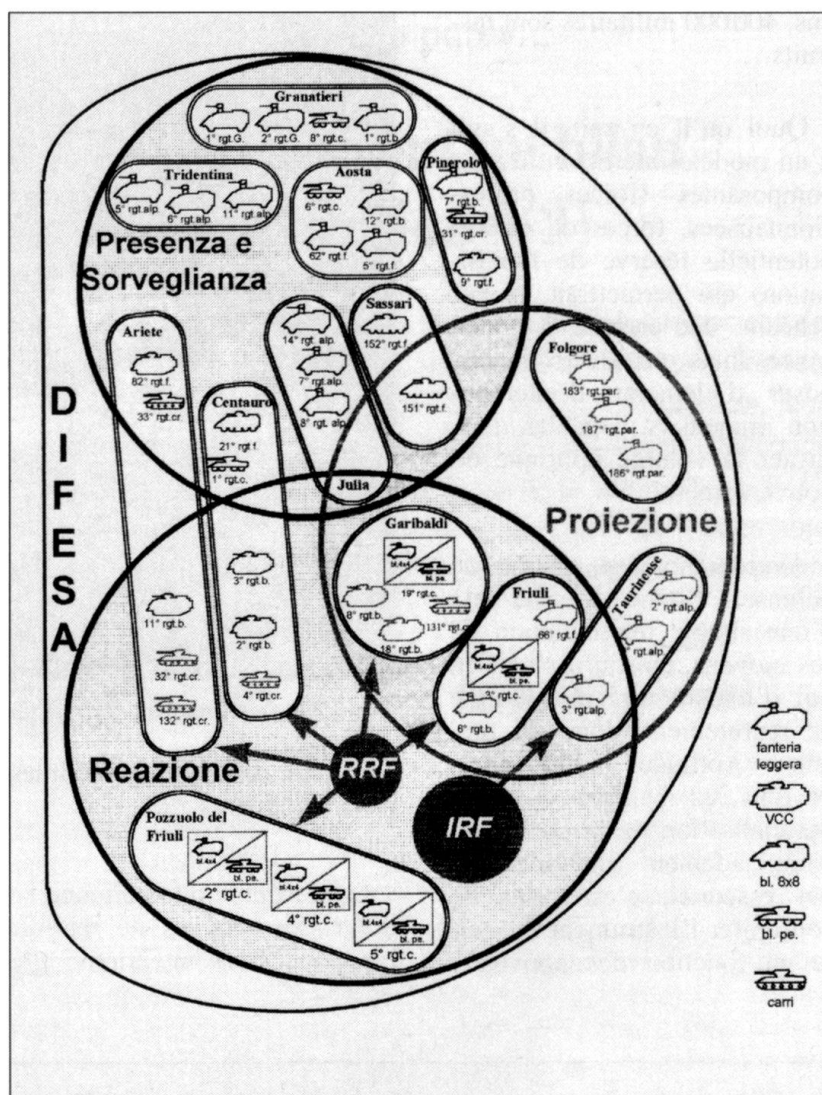 Granatieri
1° rgt.G.
2° rgt.G.
8° rgt.c.
1° rgt.b.
Tridentina
5° rgt.alp.
6° rgt.alp.
11° rgt.alp.
Aosta
6° rgt.c.
12° rgt.b.
62° rgt.f.
5° rgt.f.
Pinerolo
7° rgt.b.
31° rgt.cr.
9° rgt.f.
Presenza e
Sorveglianza
Ariete
82° rgt.f.
33° rgt.cr.
Centauro
21° rgt.f.
1° rgt.c.
14° rgt. alp.
7° rgt.alp.
8° rgt. alp.
Julia
Sassari
152° rgt.f.
151° rgt.f.
Folgore
183° rgt.par.
187° rgt.par.
186° rgt.par.
DIFESA
Proiezione
Garibaldi
bl.4x4
bl. pe.
19° rgt.c.
8° rgt.b.
131° rgt.cr.
18° rgt.b.
Friuli
66° rgt.f.
bl.4x4
bl. pe.
3° rgt.c.
6° rgt.b.
Taurinense
2° rgt.alp.
rgt.alp.
3° rgt.alp.
3° rgt.b.
11° rgt.b.
2° rgt.b.
32° rgt.cr.
4° rgt.cr.
132° rgt.cr.
Reazione
RRF
IRF
Pozzuolo del
Friuli
bl.4x4
bl. pe.
2° rgt.c.
bl.4x4
bl. pe.
4° rgt.c.
bl.4x4
bl. pe.
5° rgt.c.
fanteria
leggera
VCC
bl. 8x8
bl. pe.
carri